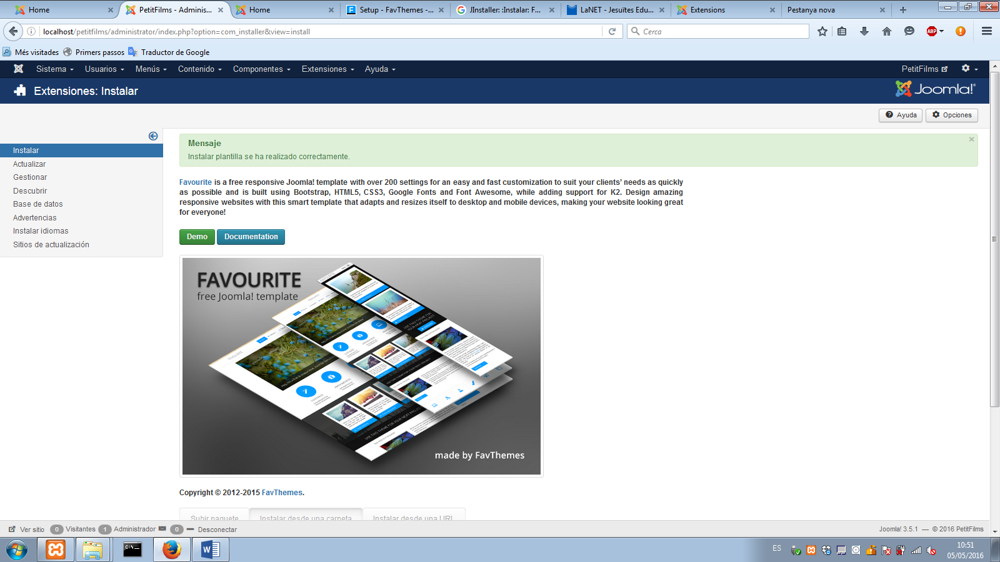 Home
PetitFilms - Adminis...
Home
Setup - FavThemes -...
JInstaller: :Instalar: F...
LaNET - Jesuïtes Edu...
Extensions
Pestanya nova
localhost/petitfilms/administrator/index.php?option=com_installer&view=install
Cerca
ABP
Més visitades
Primers passos
Traductor de Google
Sistema
Usuarios
Menús
Contenido
Componentes
Extensiones
Ayuda
PetitFilms
Extensiones: Instalar
Joomla!®
Ayuda
Opciones
Instalar
Actualizar
Gestionar
Descubrir
Base de datos
Advertencias
Instalar idiomas
Sitios de actualización
Mensaje
Instalar plantilla se ha realizado correctamente.
Favourite is a free responsive Joomla! template with over 200 settings for an easy and fast customization to suit your clients' needs as quickly
as possible and is built using Bootstrap, HTML5, CSS3, Google Fonts and Font Awesome, while adding support for K2. Design amazing
responsive websites with this smart template that adapts and resizes itself to desktop and mobile devices, making your website looking great
for everyone!
Demo
Documentation
FAVOURITE
free Joomla! template
USE THIS THEME FOR
YOUR NEXT PROJECT
made by FavThemes
Copyright © 2012-2015 FavThemes.
Subir paquete
Instalar desde una carpeta
Instalar desde una URL
Ver sitio
0 Visitantes
1 Administrador
0
Desconectar
Joomla! 3.5.1 — © 2016 PetitFilms
ES
10:51
05/05/2016